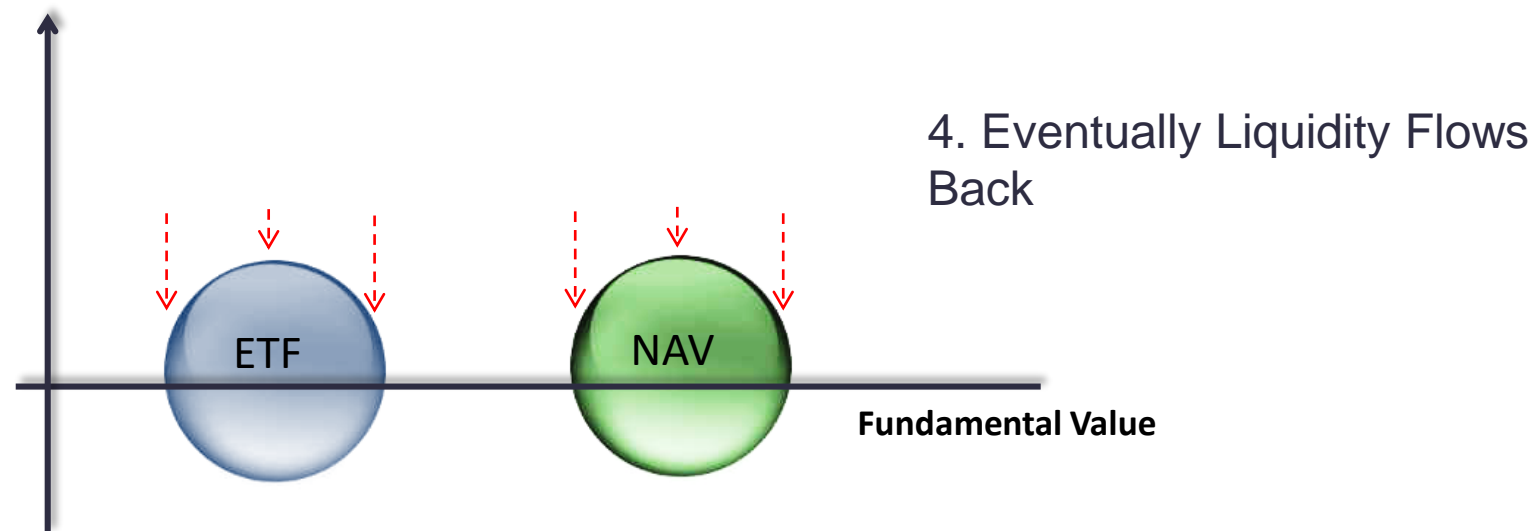 4. Eventually Liquidity Flows
Back
ETF
NAV
Fundamental Value